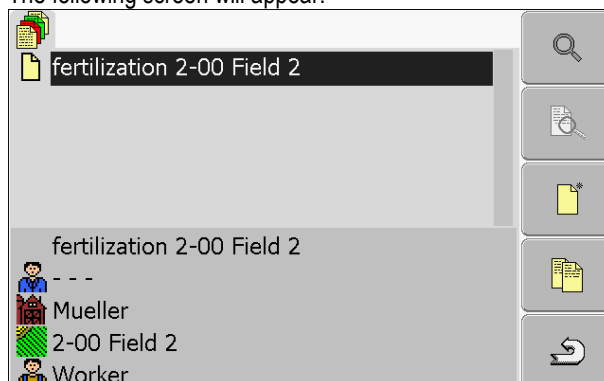 The following screen will appear:
fertilization 2-00 Field 2
fertilization 2-00 Field 2
- - -
Mueller
2-00 Field 2
Worker